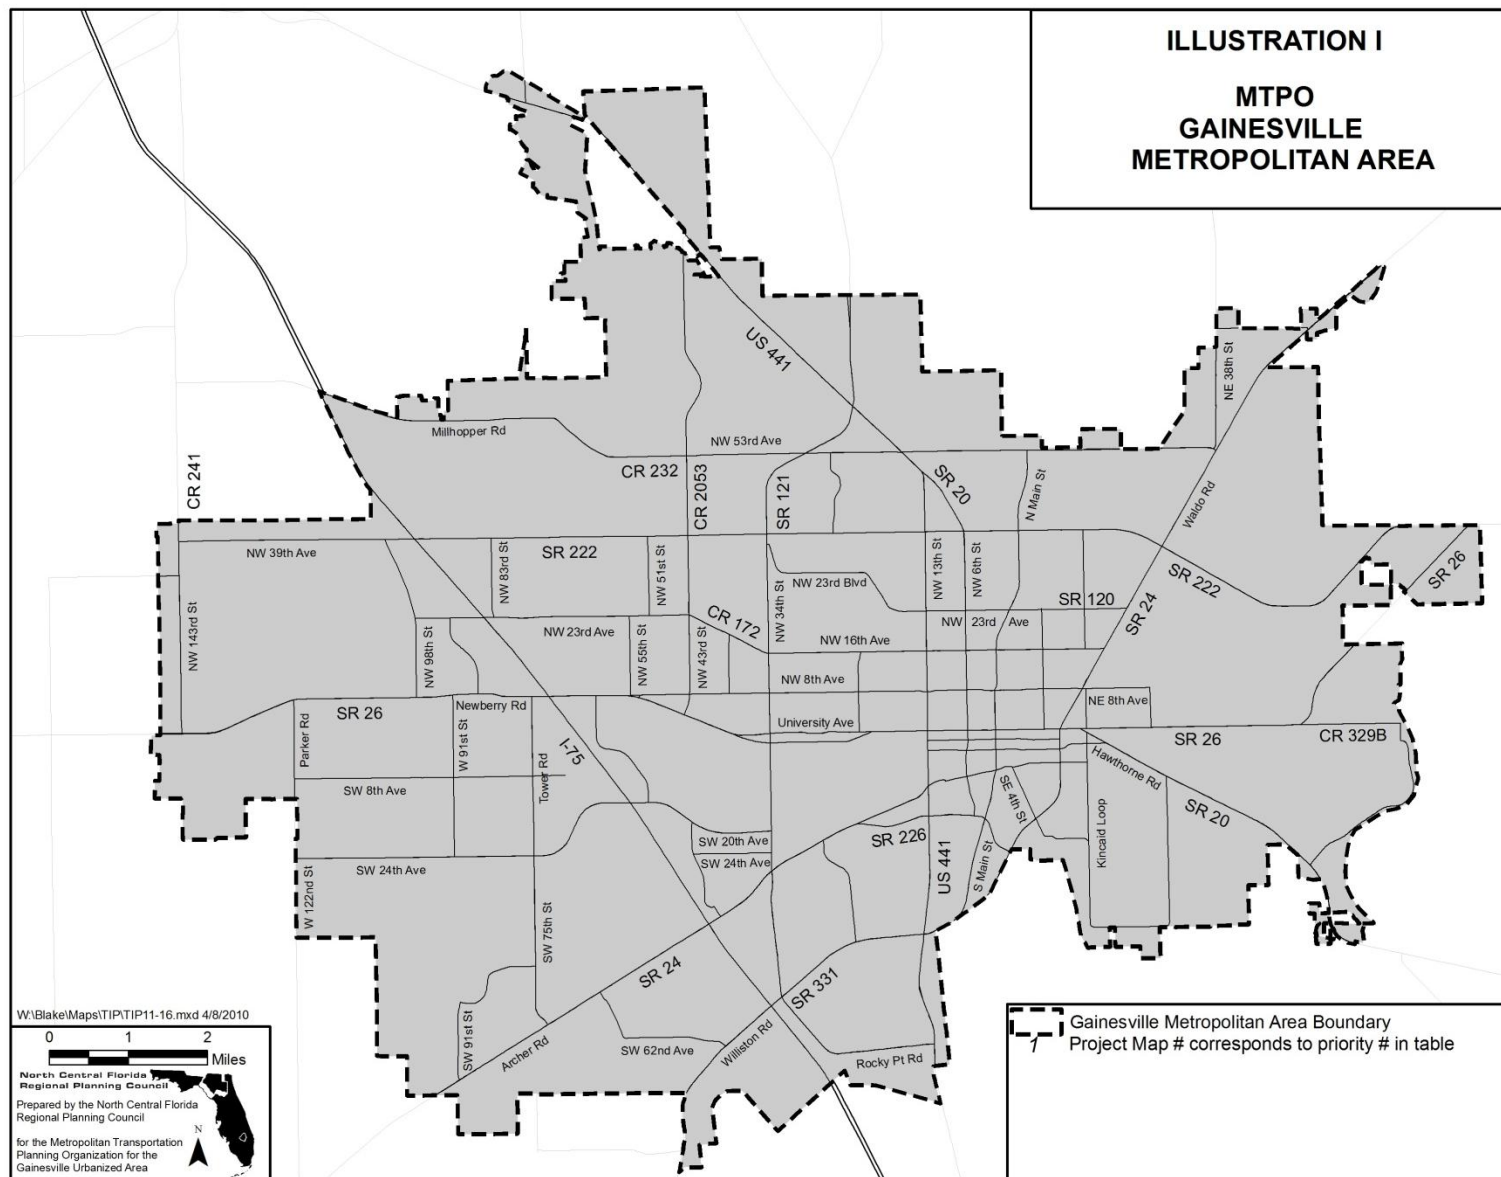 ILLUSTRATION I
MTPO
GAINESVILLE
METROPOLITAN AREA
US 441
NE 38th St
Millhopper Rd
NW 53rd Ave
CR 232
CR 241
CR 2053
SR 121
SR 20
N Main St
Waldo Rd
NW 39th Ave
SR 222
NW 83rd St
NW 51st St
NW 23rd Blvd
NW 13th St
NW 6th St
SR 120
SR 222
SR 26
SR 24
NW 143rd St
NW 98th St
NW 23rd Ave
NW 55th St
NW 43rd St
CR 172
NW 34th St
NW 16th Ave
NW 23rd Ave
NW 8th Ave
NE 8th Ave
Parker Rd
SR 26
Newberry Rd
W 91st St
Tower Rd
I-75
University Ave
SR 26
CR 329B
Hawthorne Rd
SR 20
SW 8th Ave
SE 4th St
Kincaid Loop
SW 20th Ave
SW 24th Ave
SR 226
US 441
S Main St
SW 24th Ave
W 122nd St
SW 75th St
SR 24
SR 331
SW 91st St
Archer Rd
SW 62nd Ave
Williston Rd
Rocky Pt Rd
W:\Blake\Maps\TIP\TIP11-16.mxd 4/8/2010
0 1 2
Miles
North Central Florida
Regional Planning Council
Prepared by the North Central Florida
Regional Planning Council
N
for the Metropolitan Transportation
Planning Organization for the
Gainesville Urbanized Area
Gainesville Metropolitan Area Boundary
1 Project Map # corresponds to priority # in table